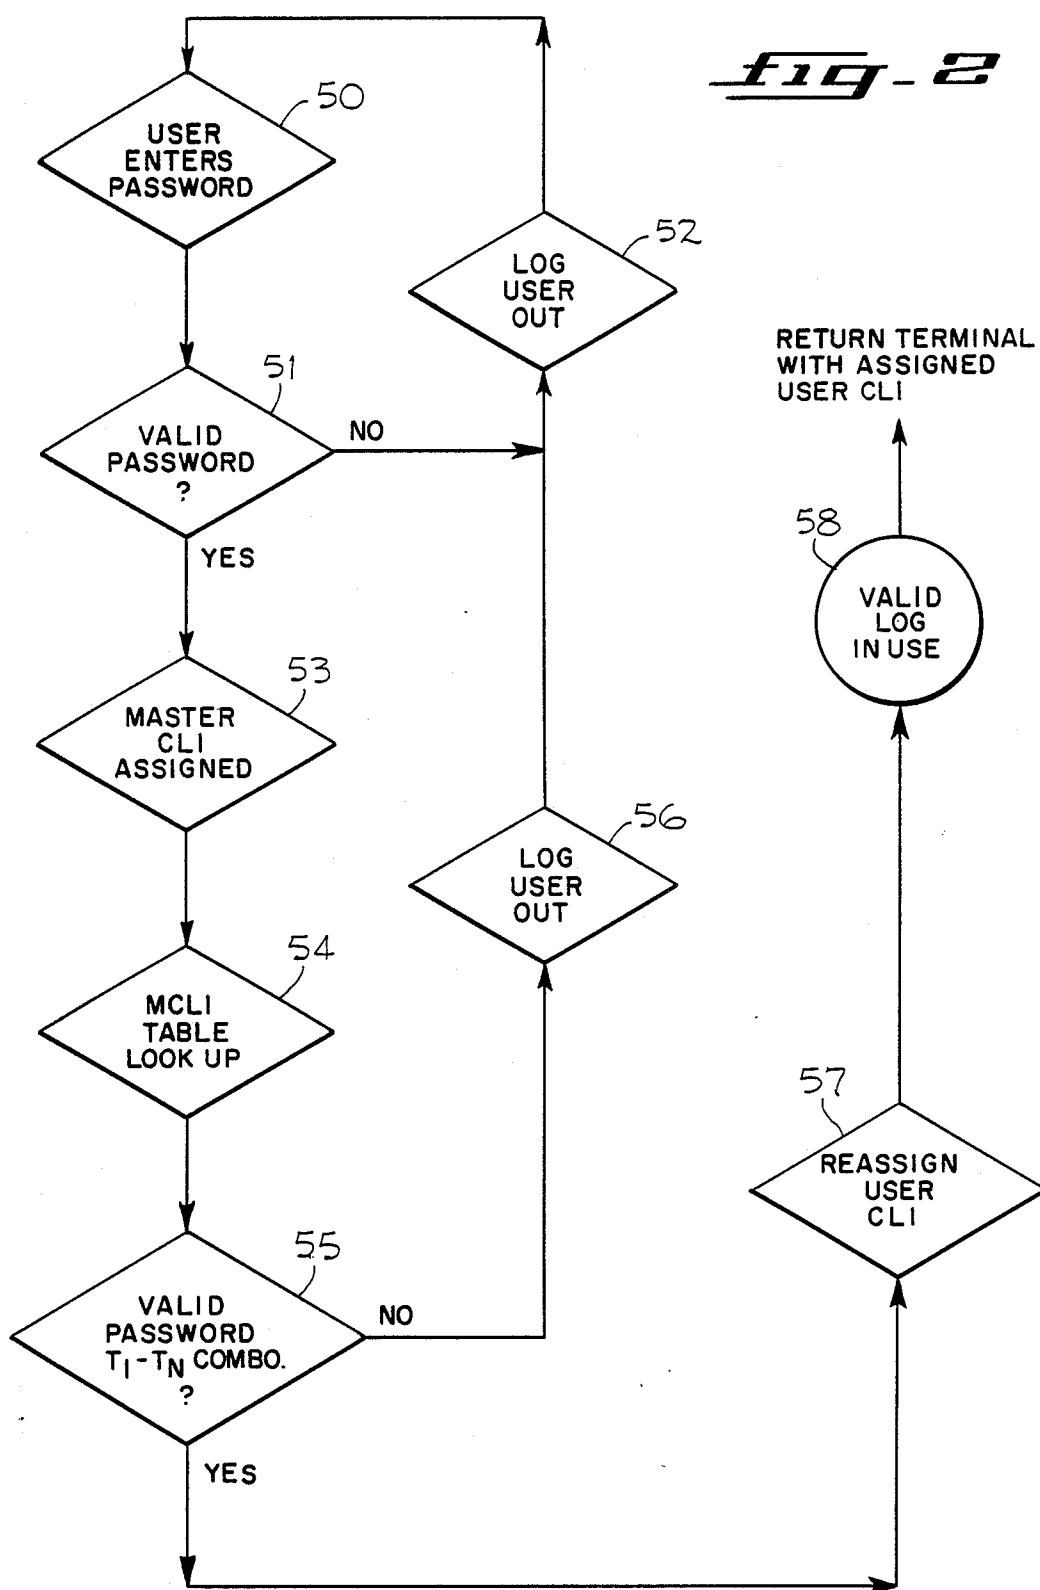 fig-2
50
USER
ENTERS
PASSWORD
52
LOG
USER
OUT
51
VALID
PASSWORD
?
NO
YES
RETURN TERMINAL
WITH ASSIGNED
USER CLI
58
VALID
LOG
IN USE
53
MASTER
CLI
ASSIGNED
56
LOG
USER
OUT
54
MCLI
TABLE
LOOK UP
57
REASSIGN
USER
CLI
55
VALID
PASSWORD
T1-TN COMBO.
?
NO
YES